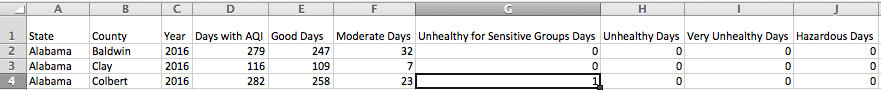 A B C D E F G H I J
1 State County Year Days with AQI Good Days Moderate Days Unhealthy for Sensitive Groups Days Unhealthy Days Very Unhealthy Days Hazardous Days
2 Alabama Baldwin 2016 279 247 32 0 0 0 0
3 Alabama Clay 2016 116 109 7 0 0 0 0
4 Alabama Colbert 2016 282 258 23 1 0 0 0